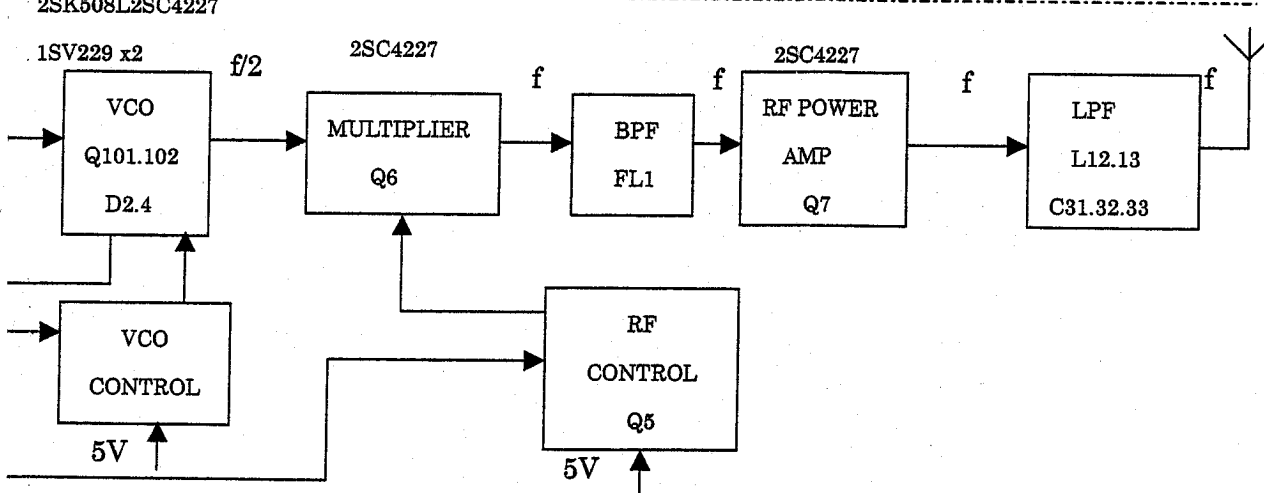 2SK508L2SC4227
1SV229 x2
f/2
2SC4227
f
f
2SC4227
f
f
VCO
Q101.102
D2.4
MULTIPLIER
Q6
BPF
FL1
RF POWER
AMP
Q7
LPF
L12.13
C31.32.33
VCO
CONTROL
5V
RF
CONTROL
Q5
5V